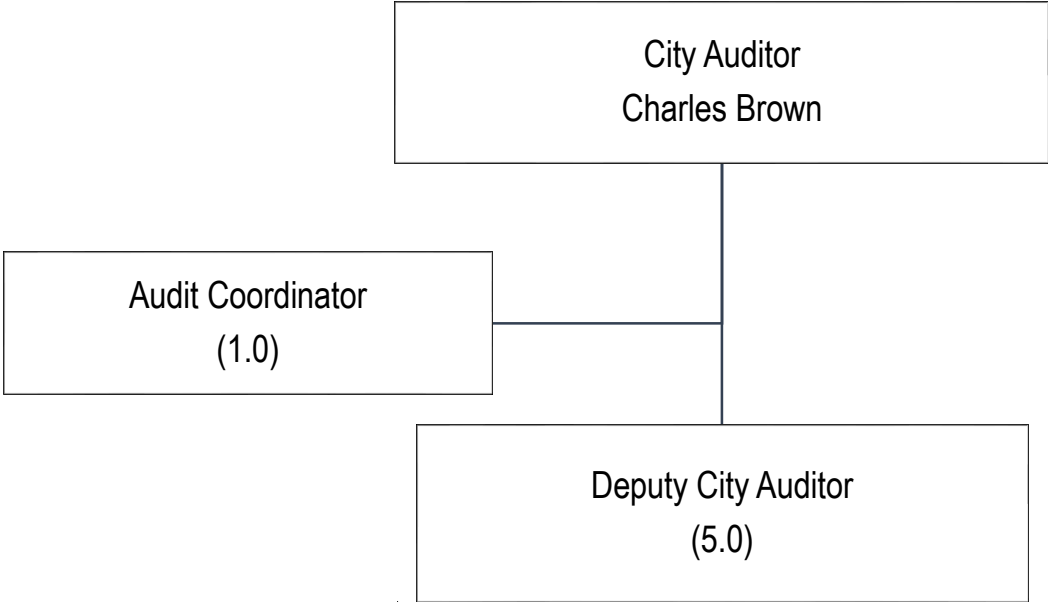 City Auditor
Charles Brown
Audit Coordinator
(1.0)
Deputy City Auditor
(5.0)